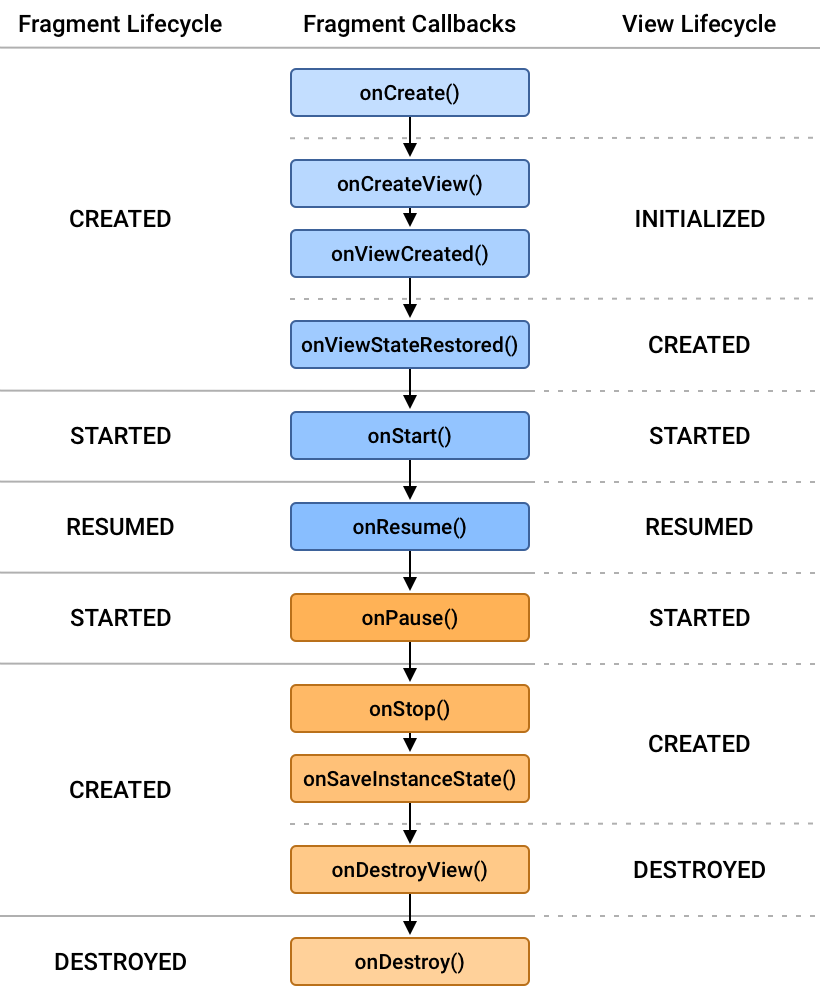 Fragment Lifecycle
Fragment Callbacks
View Lifecycle
onCreate()
onCreateView()
CREATED
INITIALIZED
onViewCreated()
onViewStateRestored()
CREATED
STARTED
onStart()
STARTED
RESUMED
onResume()
RESUMED
STARTED
onPause()
STARTED
onStop()
CREATED
onSaveInstanceState()
CREATED
onDestroyView()
DESTROYED
DESTROYED
onDestroy()